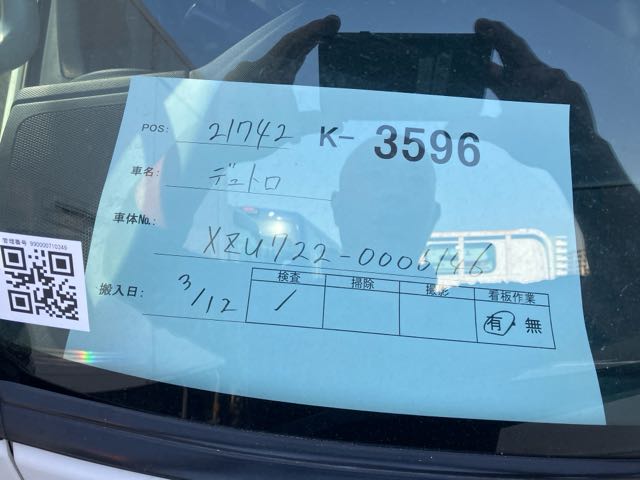 POS: 21742 K- 3596
車名: デュトロ
車体No.: XZU722-0006146
搬入日: 3/12
検査 掃除 撮影 看板作業
/ 有・無
管理番号 990000710346